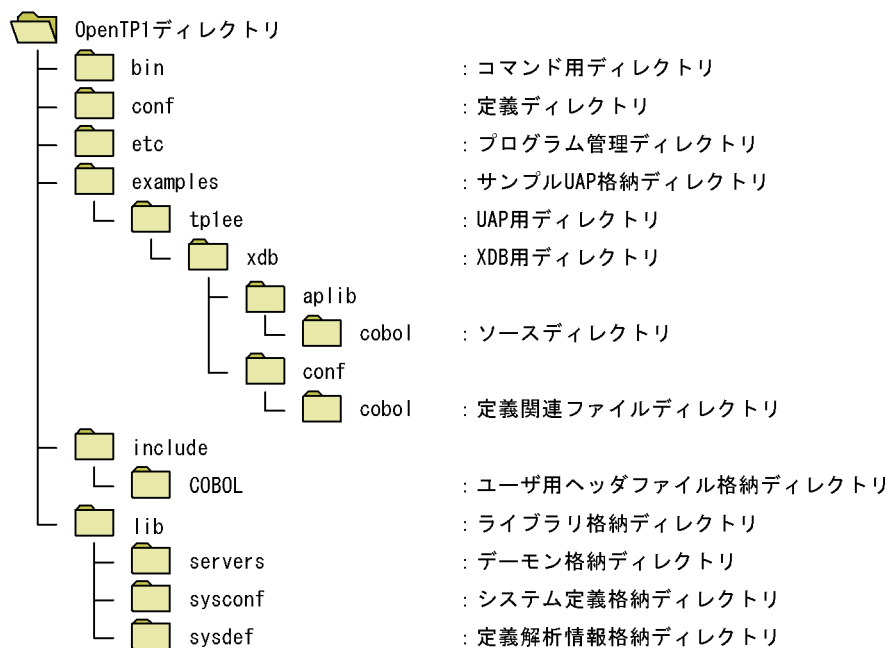 OpenTP1ディレクトリ
bin :コマンド用ディレクトリ
conf :定義ディレクトリ
etc :プログラム管理ディレクトリ
examples :サンプルUAP格納ディレクトリ
tp1ee :UAP用ディレクトリ
xdb :XDB用ディレクトリ
aplib
cobol :ソースディレクトリ
conf
cobol :定義関連ファイルディレクトリ
include
COBOL :ユーザ用ヘッダファイル格納ディレクトリ
lib :ライブラリ格納ディレクトリ
servers :デーモン格納ディレクトリ
sysconf :システム定義格納ディレクトリ
sysdef :定義解析情報格納ディレクトリ